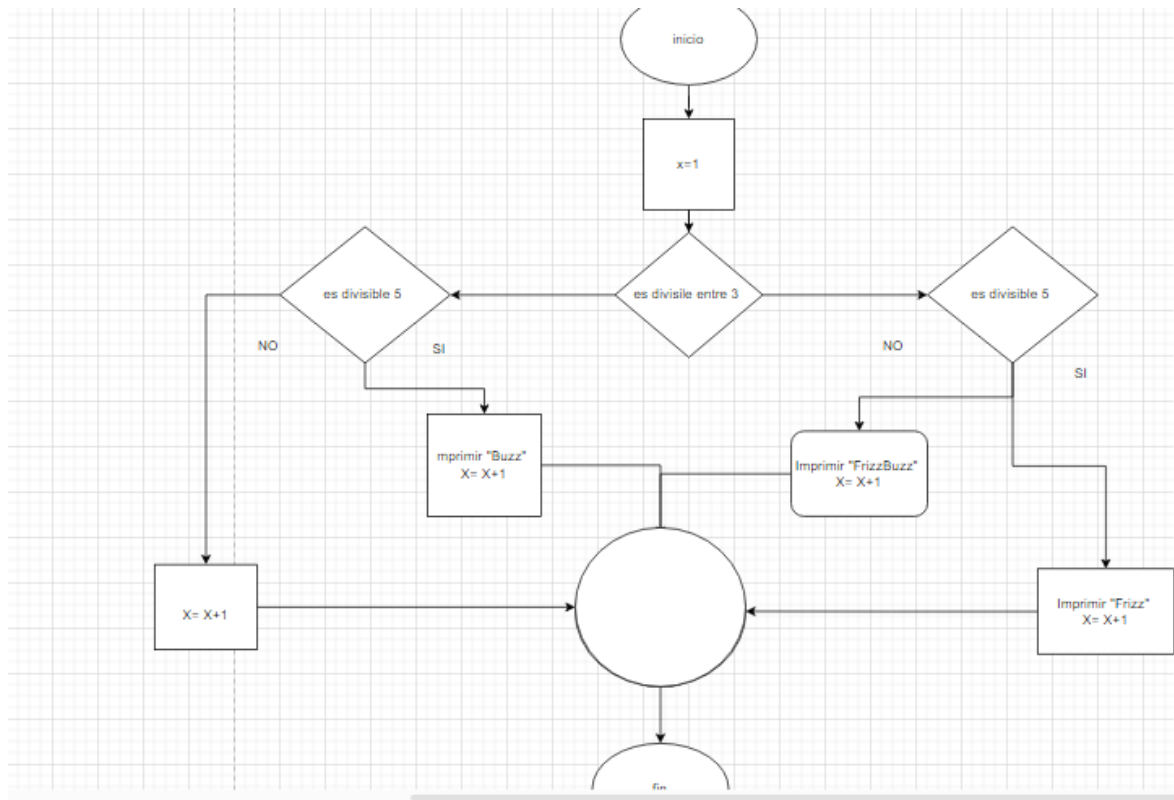 inicio
x=1
es divisible 5
es divisile entre 3
es divisible 5
NO
SI
NO
SI
mprimir "Buzz"
X= X+1
Imprimir "FrizzBuzz"
X= X+1
X= X+1
Imprimir "Frizz"
X= X+1
fin